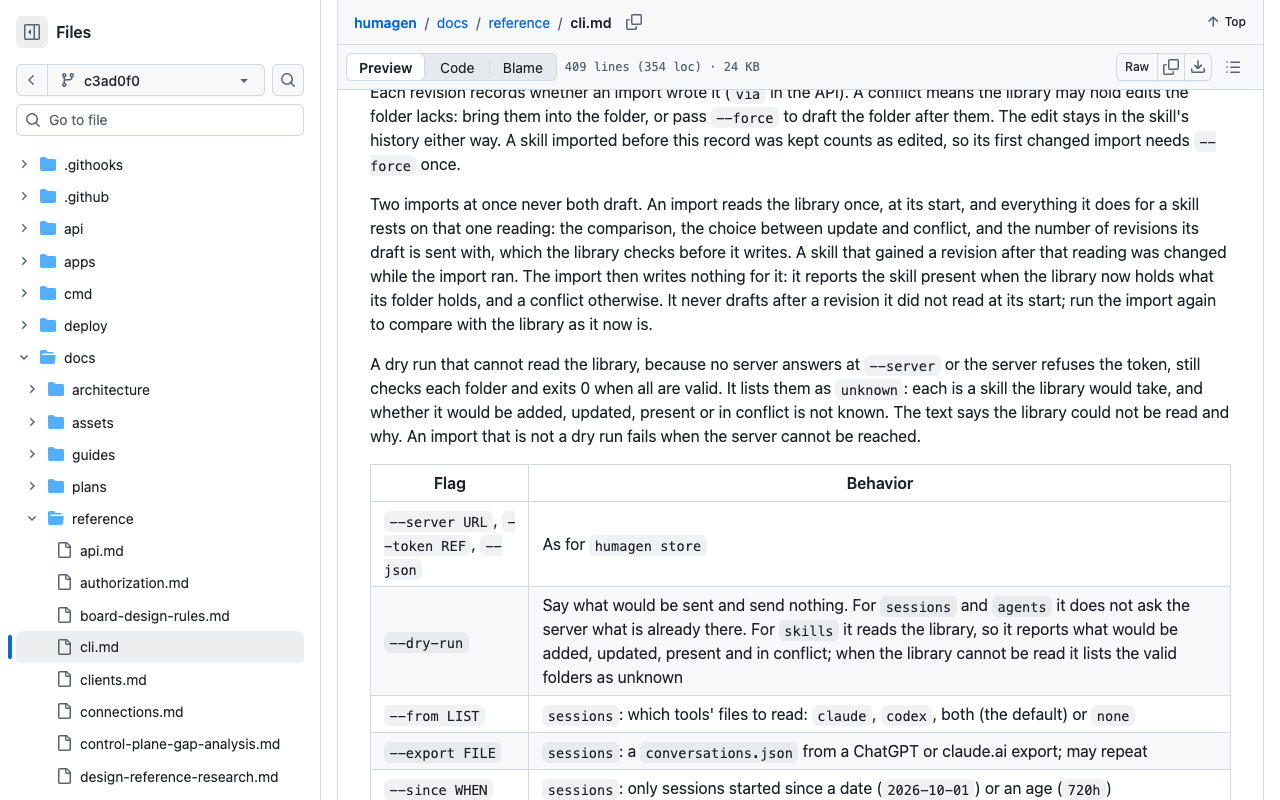 Files
c3ad0f0
Go to file
.githooks
.github
api
apps
cmd
deploy
docs
architecture
assets
guides
plans
reference
api.md
authorization.md
board-design-rules.md
cli.md
clients.md
connections.md
control-plane-gap-analysis.md
design-reference-research.md
humagen / docs / reference / cli.md
Top
Preview Code Blame 409 lines (354 loc) · 24 KB
Raw
Each revision records whether an import wrote it ( via in the API). A conflict means the library may hold edits the
folder lacks: bring them into the folder, or pass --force to draft the folder after them. The edit stays in the skill's
history either way. A skill imported before this record was kept counts as edited, so its first changed import needs --
force once.
Two imports at once never both draft. An import reads the library once, at its start, and everything it does for a skill
rests on that one reading: the comparison, the choice between update and conflict, and the number of revisions its
draft is sent with, which the library checks before it writes. A skill that gained a revision after that reading was changed
while the import ran. The import then writes nothing for it: it reports the skill present when the library now holds what
its folder holds, and a conflict otherwise. It never drafts after a revision it did not read at its start; run the import again
to compare with the library as it now is.
A dry run that cannot read the library, because no server answers at --server or the server refuses the token, still
checks each folder and exits 0 when all are valid. It lists them as unknown : each is a skill the library would take, and
whether it would be added, updated, present or in conflict is not known. The text says the library could not be read and
why. An import that is not a dry run fails when the server cannot be reached.
Flag Behavior
--server URL , -
-token REF , --
json
As for humagen store
--dry-run
Say what would be sent and send nothing. For sessions and agents it does not ask the
server what is already there. For skills it reads the library, so it reports what would be
added, updated, present and in conflict; when the library cannot be read it lists the valid
folders as unknown
--from LIST sessions : which tools' files to read: claude , codex , both (the default) or none
--export FILE sessions : a conversations.json from a ChatGPT or claude.ai export; may repeat
--since WHEN sessions : only sessions started since a date ( 2026-10-01 ) or an age ( 720h )